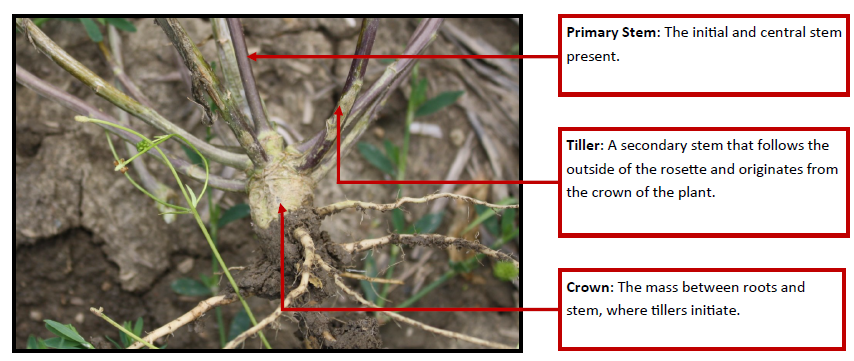 Primary Stem: The initial and central stem
present.
Tiller: A secondary stem that follows the
outside of the rosette and originates from
the crown of the plant.
Crown: The mass between roots and
stem, where tillers initiate.